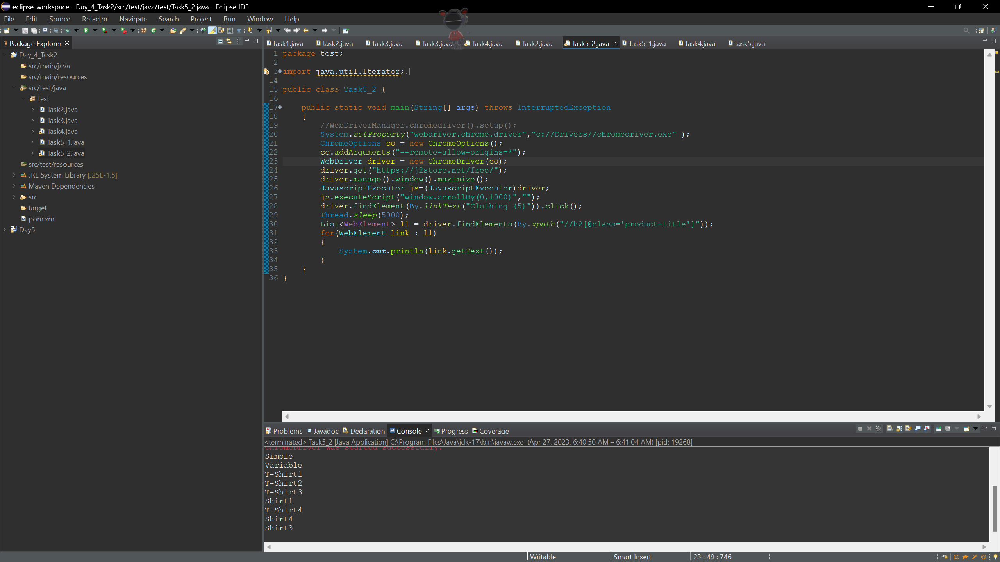 eclipse-workspace - Day_4_Task2/src/test/java/test/Task5_2.java - Eclipse IDE
File Edit Source Refactor Navigate Search Project Run Window Help
Package Explorer
Day_4_Task2
src/main/java
src/main/resources
src/test/java
test
Task2.java
Task3.java
Task4.java
Task5_1.java
Task5_2.java
src/test/resources
JRE System Library [J2SE-1.5]
Maven Dependencies
src
target
pom.xml
Day5
task1.java task2.java task3.java Task3.java Task4.java Task2.java Task5_2.java Task5_1.java task4.java task5.java
1 package test;
2
3 import java.util.Iterator;
14
15 public class Task5_2 {
16
17 public static void main(String[] args) throws InterruptedException
18 {
19 //WebDriverManager.chromedriver().setup();
20 System.setProperty("webdriver.chrome.driver","c://Drivers//chromedriver.exe" );
21 ChromeOptions co = new ChromeOptions();
22 co.addArguments("--remote-allow-origins=*");
23 WebDriver driver = new ChromeDriver(co);
24 driver.get("https://j2store.net/free/");
25 driver.manage().window().maximize();
26 JavascriptExecutor js=(JavascriptExecutor)driver;
27 js.executeScript("window.scrollBy(0,1000)","");
28 driver.findElement(By.linkText("Clothing (5)")).click();
29 Thread.sleep(5000);
30 List<WebElement> l1 = driver.findElements(By.xpath("//h2[@class='product-title']"));
31 for(WebElement link : l1)
32 {
33 System.out.println(link.getText());
34 }
35 }
36 }
Problems Javadoc Declaration Console Progress Coverage
<terminated> Task5_2 [Java Application] C:\Program Files\Java\jdk-17\bin\javaw.exe (Apr 27, 2023, 6:40:50 AM – 6:41:04 AM) [pid: 19268]
ChromeDriver was started successfully.
Simple
Variable
T-Shirt1
T-Shirt2
T-Shirt3
Shirt1
T-Shirt4
Shirt4
Shirt3
Writable Smart Insert 23 : 49 : 746